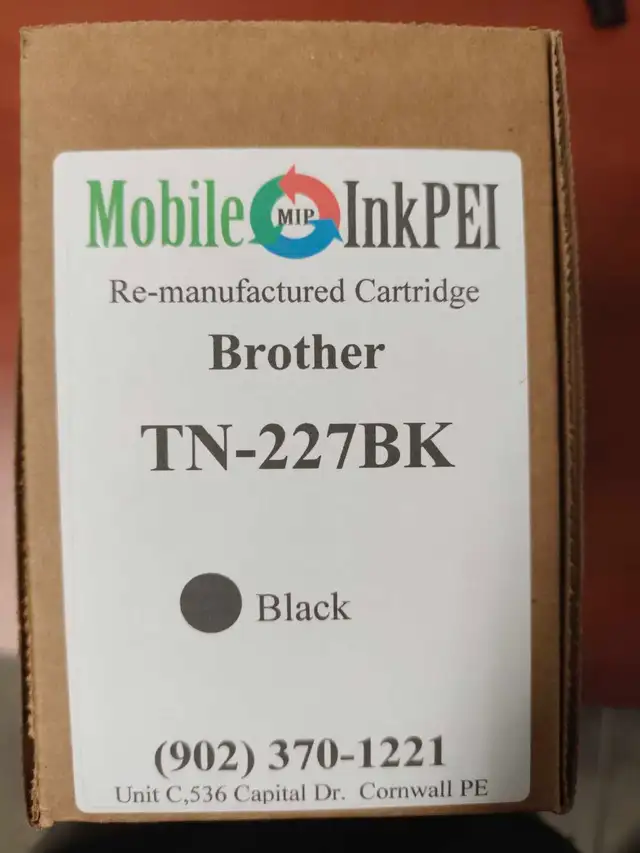 Mobile MIP InkPEI
Re-manufactured Cartridge
Brother
TN-227BK
Black
(902) 370-1221
Unit C,536 Capital Dr. Cornwall PE